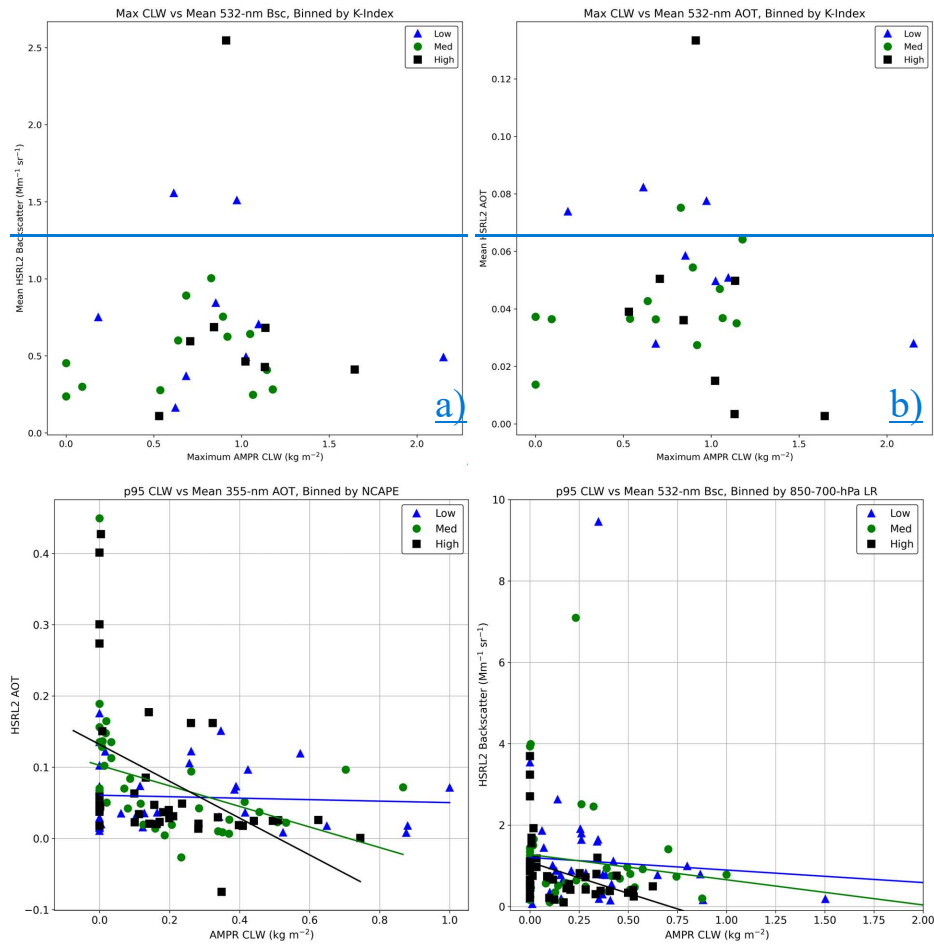 Max CLW vs Mean 532-nm Bsc, Binned by K-Index
Low
Med
High
2.5
2.0
1.5
1.0
0.5
0.0
Mean HSRL2 Backscatter (Mm⁻¹ sr⁻¹)
0.0 0.5 1.0 1.5 2.0
Maximum AMPR CLW (kg m⁻²)
a)
Max CLW vs Mean 532-nm AOT, Binned by K-Index
Low
Med
High
0.12
0.10
0.08
0.06
0.04
0.02
0.00
Mean HSRL2 AOT
0.0 0.5 1.0 1.5 2.0
Maximum AMPR CLW (kg m⁻²)
b)
p95 CLW vs Mean 355-nm AOT, Binned by NCAPE
Low
Med
High
0.4
0.3
0.2
0.1
0.0
−0.1
HSRL2 AOT
0.0 0.2 0.4 0.6 0.8 1.0
AMPR CLW (kg m⁻²)
p95 CLW vs Mean 532-nm Bsc, Binned by 850-700-hPa LR
Low
Med
High
10
8
6
4
2
0
HSRL2 Backscatter (Mm⁻¹ sr⁻¹)
0.00 0.25 0.50 0.75 1.00 1.25 1.50 1.75 2.00
AMPR CLW (kg m⁻²)